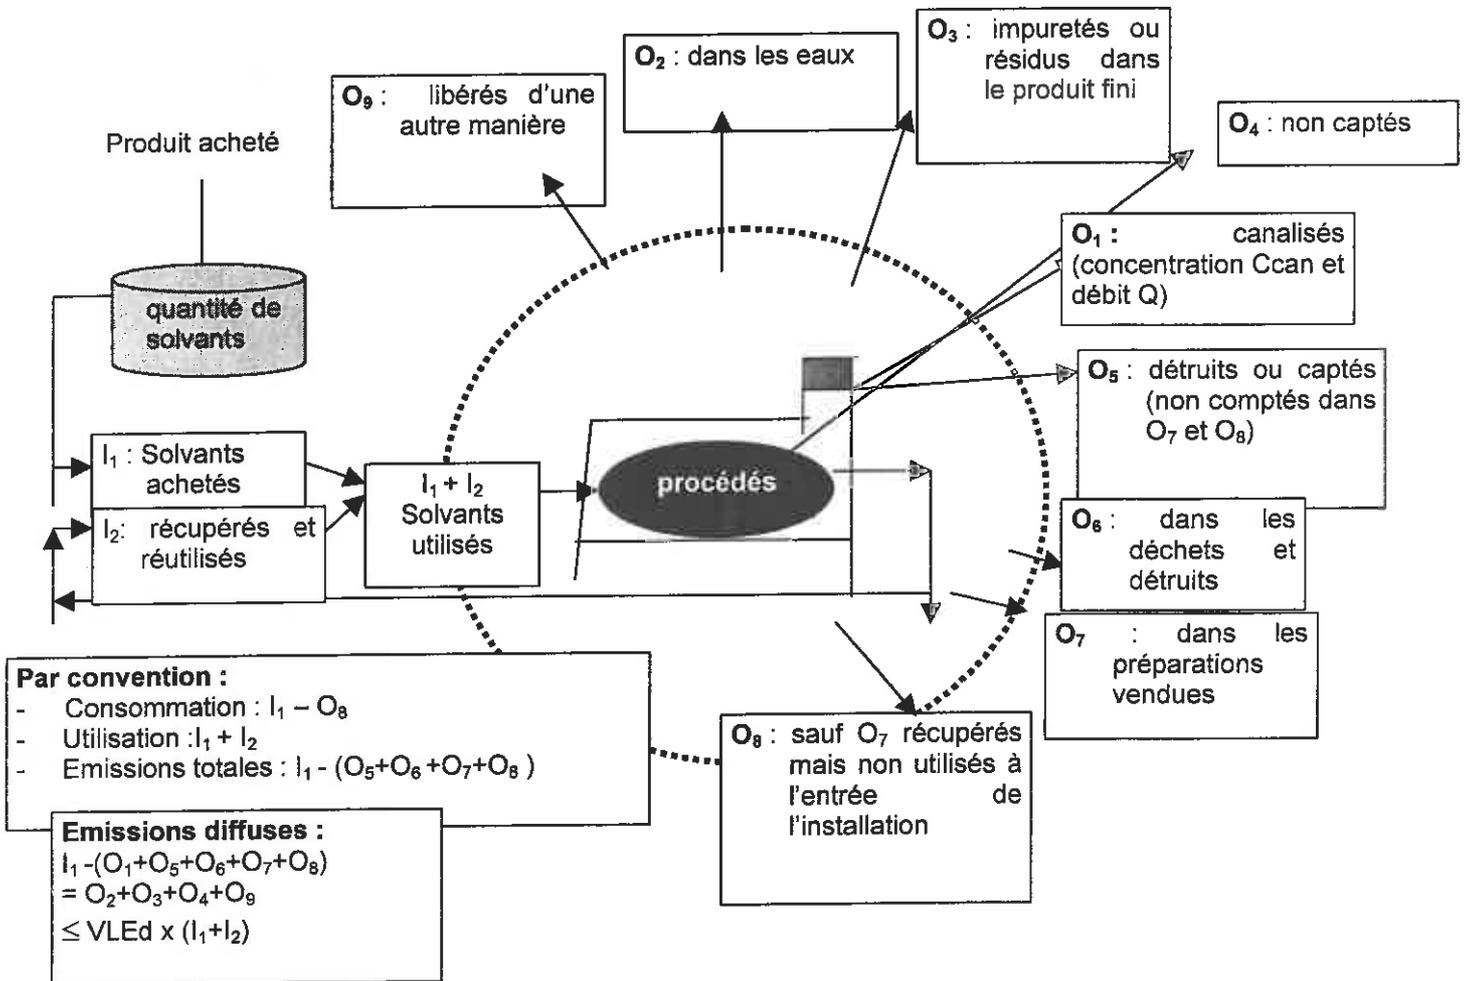 O₃ : impuretés ou
résidus dans
le produit fini
O₂ : dans les eaux
O₉ : libérés d'une
autre manière
O₄ : non captés
Produit acheté
O₁ : canalisés
(concentration Ccan et
débit Q)
quantité de
solvants
O₅ : détruits ou captés
(non comptés dans
O₇ et O₈)
I₁ : Solvants
achetés
I₁ + I₂
Solvants
utilisés
procédés
I₂: récupérés et
réutilisés
O₆ : dans les
déchets et
détruits
O₇ : dans les
préparations
vendues
Par convention :
- Consommation : I₁ – O₈
- Utilisation :I₁ + I₂
- Emissions totales : I₁ - (O₅+O₆+O₇+O₈ )
O₈ : sauf O₇ récupérés
mais non utilisés à
l'entrée de
l'installation
Emissions diffuses :
I₁ -(O₁+O₅+O₆+O₇+O₈)
= O₂+O₃+O₄+O₉
≤ VLEd x (I₁+I₂)